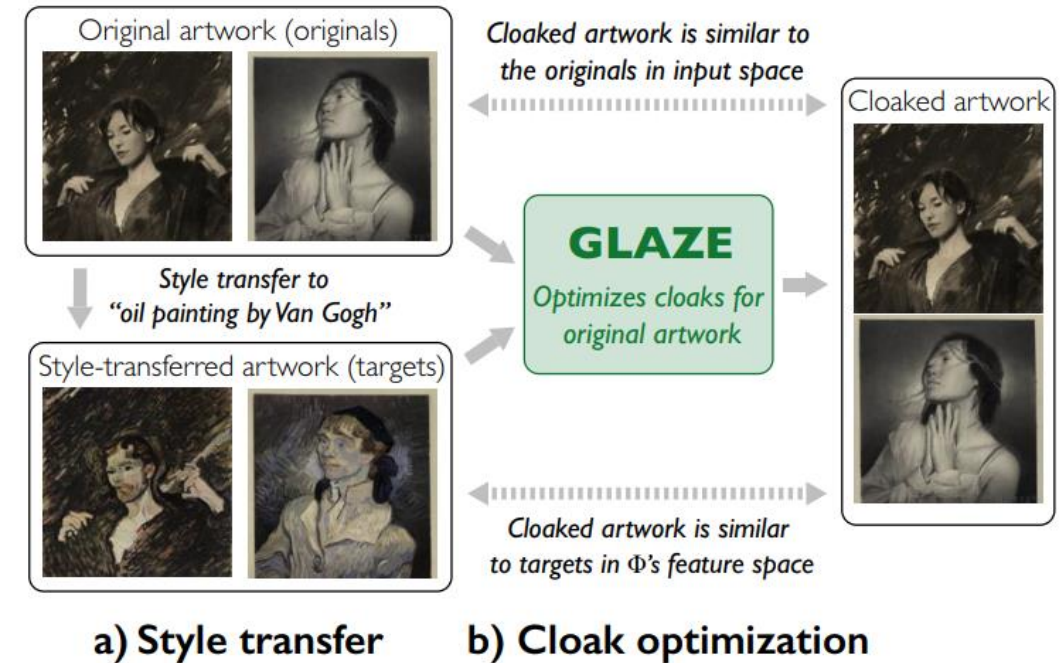 Original artwork (originals)
Cloaked artwork is similar to
the originals in input space
Cloaked artwork
GLAZE
Optimizes cloaks for
original artwork
Style transfer to
“oil painting by Van Gogh”
Style-transferred artwork (targets)
Cloaked artwork is similar
to targets in Φ’s feature space
a) Style transfer
b) Cloak optimization